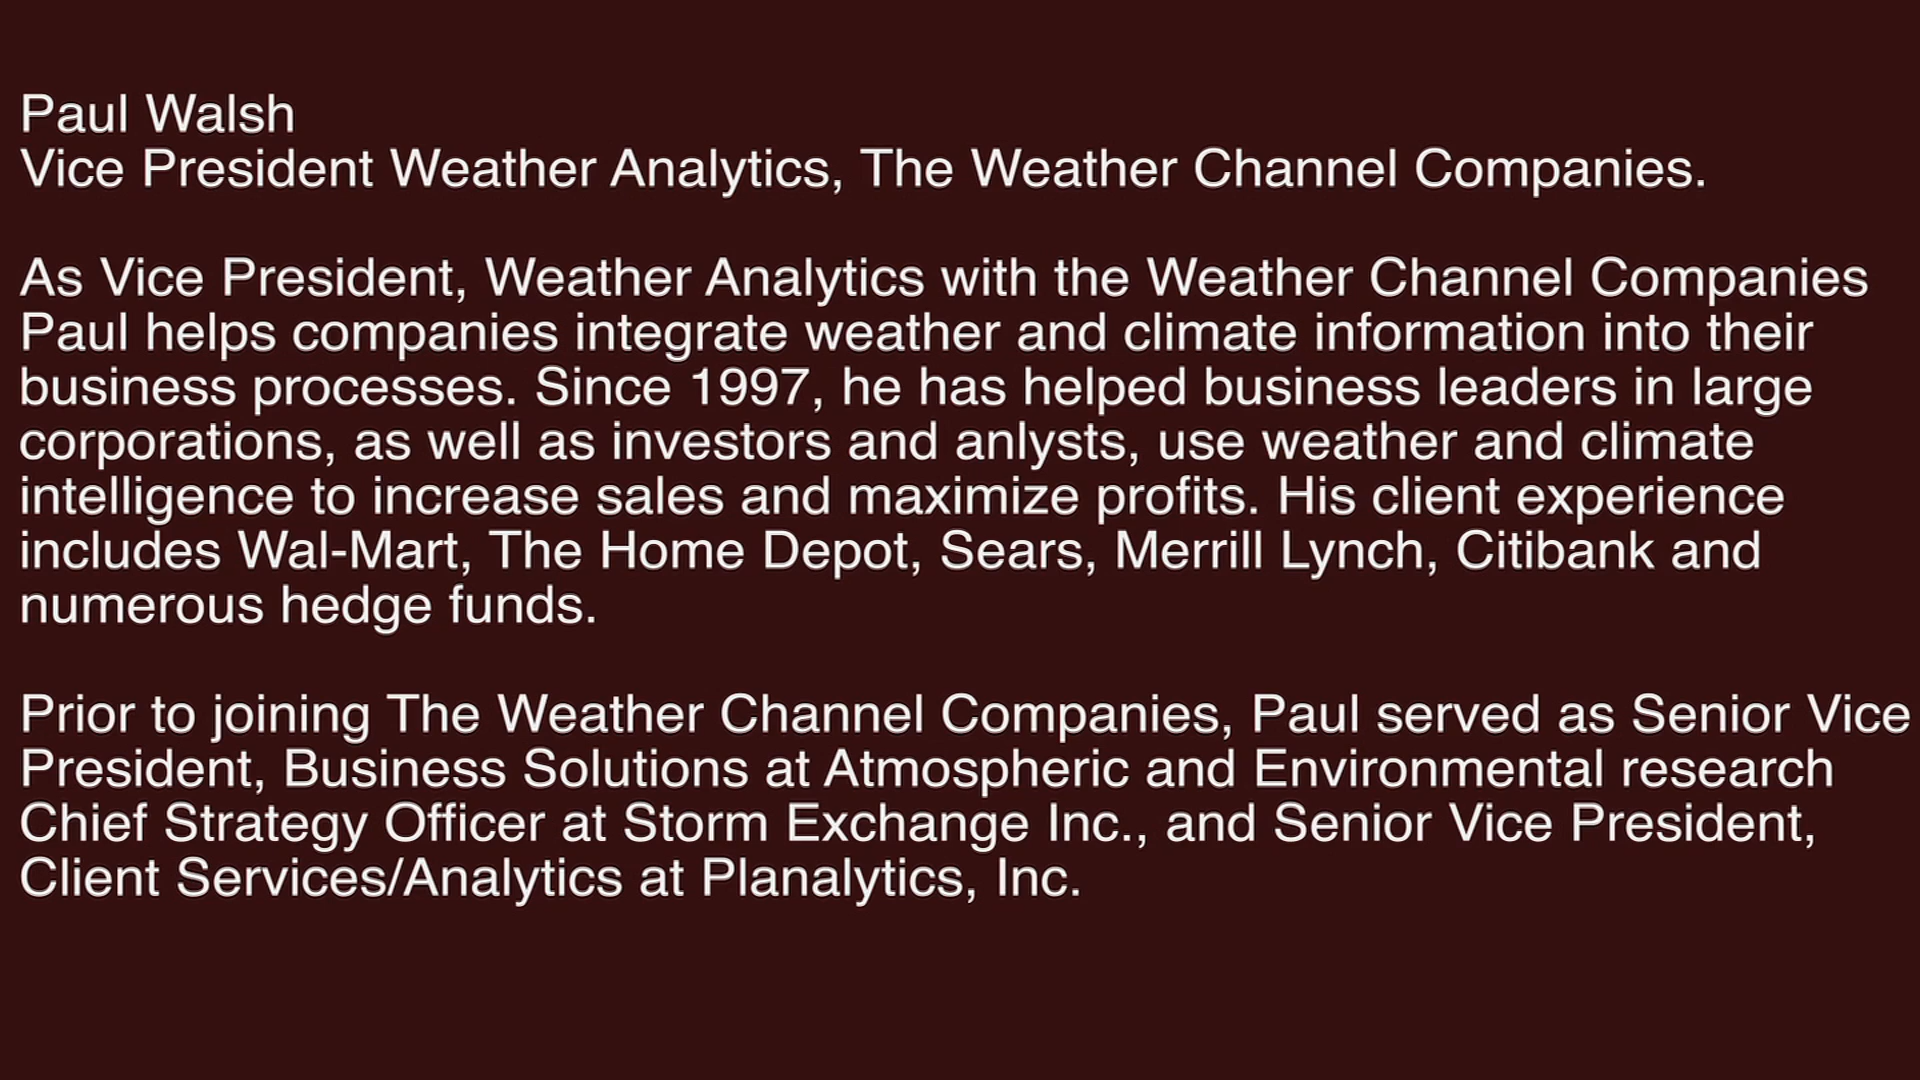 Paul Walsh
Vice President Weather Analytics, The Weather Channel Companies.
As Vice President, Weather Analytics with the Weather Channel Companies
Paul helps companies integrate weather and climate information into their
business processes. Since 1997, he has helped business leaders in large
corporations, as well as investors and anlysts, use weather and climate
intelligence to increase sales and maximize profits. His client experience
includes Wal-Mart, The Home Depot, Sears, Merrill Lynch, Citibank and
numerous hedge funds.
Prior to joining The Weather Channel Companies, Paul served as Senior Vice
President, Business Solutions at Atmospheric and Environmental research
Chief Strategy Officer at Storm Exchange Inc., and Senior Vice President,
Client Services/Analytics at Planalytics, Inc.